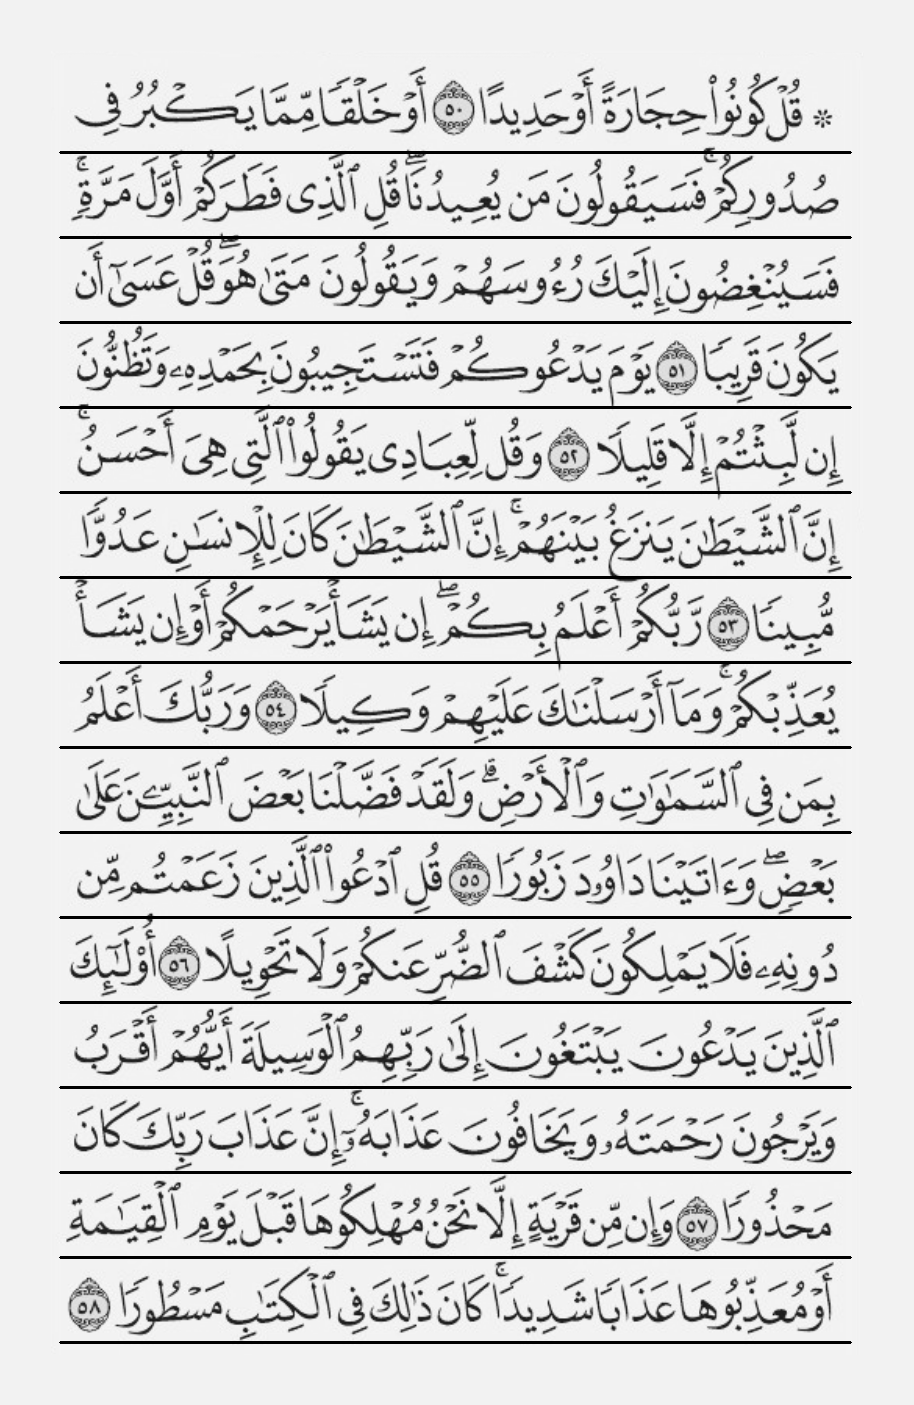 ۞ قُلْ كُونُوا۟ حِجَارَةً أَوْ حَدِيدًا ٥٠ أَوْ خَلْقًا مِّمَّا يَكْبُرُ فِى
صُدُورِكُمْ ۚ فَسَيَقُولُونَ مَن يُعِيدُنَا ۖ قُلِ ٱلَّذِى فَطَرَكُمْ أَوَّلَ مَرَّةٍ ۚ
فَسَيُنْغِضُونَ إِلَيْكَ رُءُوسَهُمْ وَيَقُولُونَ مَتَىٰ هُوَ ۖ قُلْ عَسَىٰٓ أَن
يَكُونَ قَرِيبًا ٥١ يَوْمَ يَدْعُوكُمْ فَتَسْتَجِيبُونَ بِحَمْدِهِۦ وَتَظُنُّونَ
إِن لَّبِثْتُمْ إِلَّا قَلِيلًا ٥٢ وَقُل لِّعِبَادِى يَقُولُوا۟ ٱلَّتِى هِىَ أَحْسَنُ ۚ
إِنَّ ٱلشَّيْطَٰنَ يَنزَغُ بَيْنَهُمْ ۚ إِنَّ ٱلشَّيْطَٰنَ كَانَ لِلْإِنسَٰنِ عَدُوًّا
مُّبِينًا ٥٣ رَّبُّكُمْ أَعْلَمُ بِكُمْ ۖ إِن يَشَأْ يَرْحَمْكُمْ أَوْ إِن يَشَأْ
يُعَذِّبْكُمْ ۚ وَمَآ أَرْسَلْنَٰكَ عَلَيْهِمْ وَكِيلًا ٥٤ وَرَبُّكَ أَعْلَمُ
بِمَن فِى ٱلسَّمَٰوَٰتِ وَٱلْأَرْضِ ۗ وَلَقَدْ فَضَّلْنَا بَعْضَ ٱلنَّبِيِّۦنَ عَلَىٰ
بَعْضٍ ۖ وَءَاتَيْنَا دَاوُۥدَ زَبُورًا ٥٥ قُلِ ٱدْعُوا۟ ٱلَّذِينَ زَعَمْتُم مِّن
دُونِهِۦ فَلَا يَمْلِكُونَ كَشْفَ ٱلضُّرِّ عَنكُمْ وَلَا تَحْوِيلًا ٥٦ أُو۟لَٰٓئِكَ
ٱلَّذِينَ يَدْعُونَ يَبْتَغُونَ إِلَىٰ رَبِّهِمُ ٱلْوَسِيلَةَ أَيُّهُمْ أَقْرَبُ
وَيَرْجُونَ رَحْمَتَهُۥ وَيَخَافُونَ عَذَابَهُۥٓ ۚ إِنَّ عَذَابَ رَبِّكَ كَانَ
مَحْذُورًا ٥٧ وَإِن مِّن قَرْيَةٍ إِلَّا نَحْنُ مُهْلِكُوهَا قَبْلَ يَوْمِ ٱلْقِيَٰمَةِ
أَوْ مُعَذِّبُوهَا عَذَابًا شَدِيدًا ۚ كَانَ ذَٰلِكَ فِى ٱلْكِتَٰبِ مَسْطُورًا ٥٨